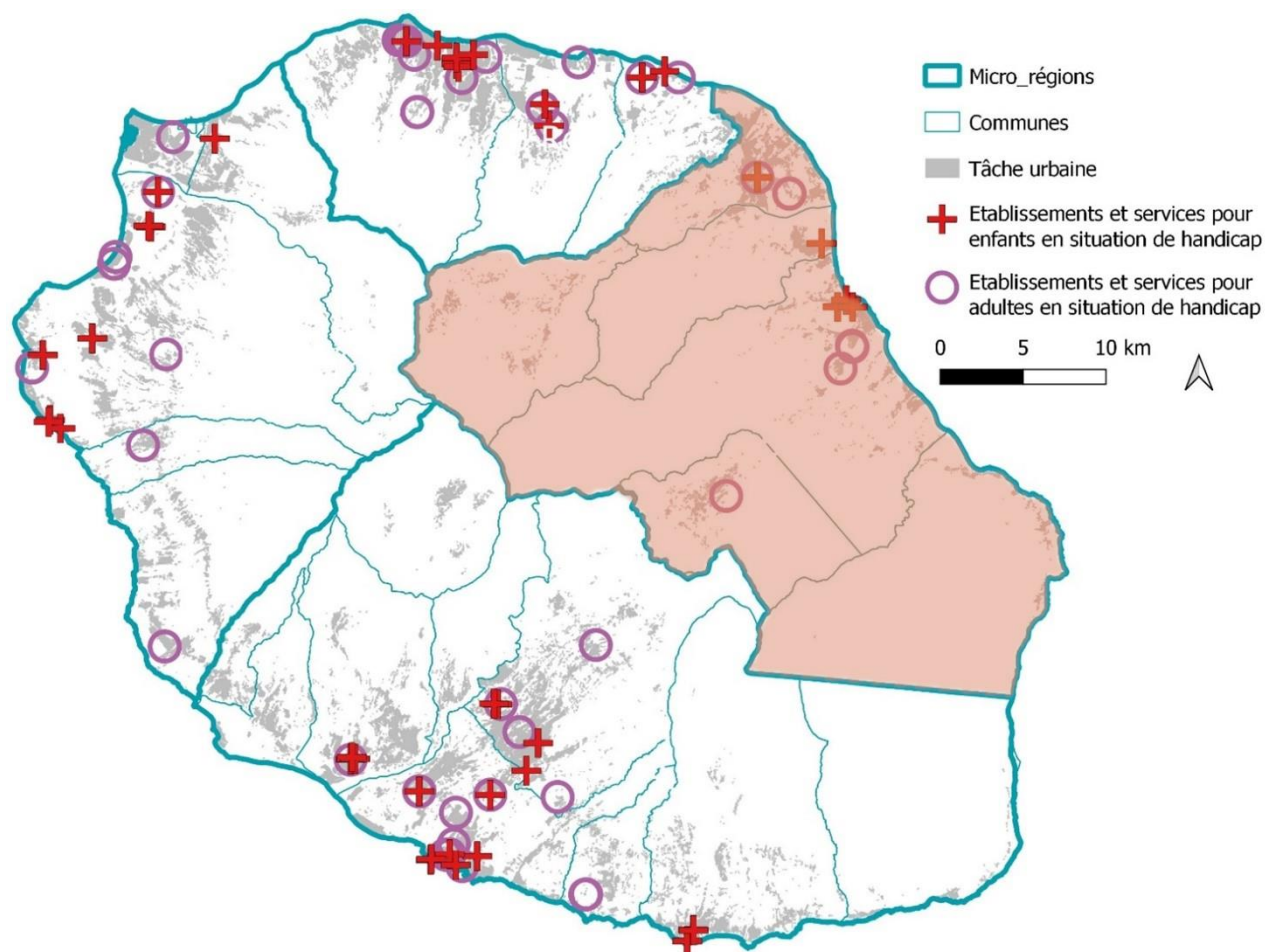 Micro_régions
Communes
Tâche urbaine
Etablissements et services pour
enfants en situation de handicap
Etablissements et services pour
adultes en situation de handicap
0 5 10 km